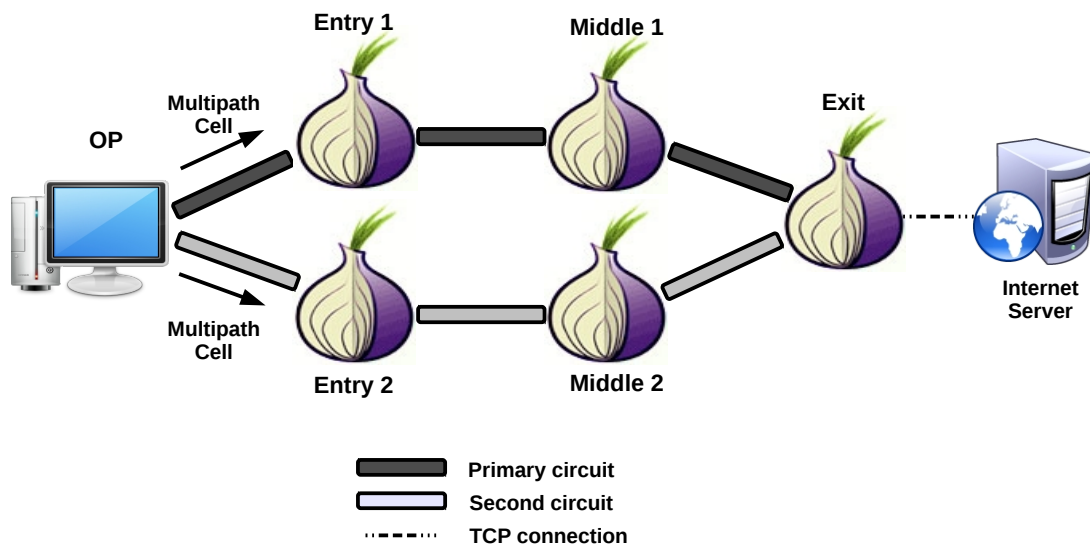 Entry 1
Middle 1
Multipath
Cell
Exit
OP
Multipath
Cell
Internet
Server
Entry 2
Middle 2
Primary circuit
Second circuit
TCP connection